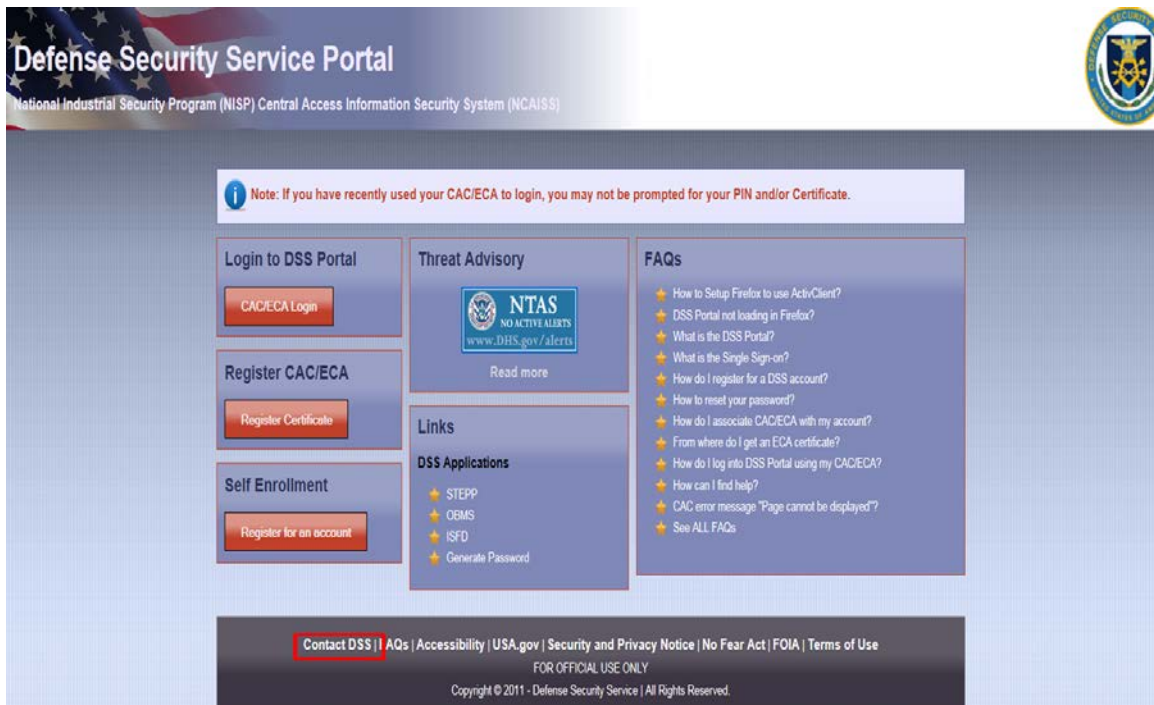 Defense Security Service Portal
National Industrial Security Program (NISP) Central Access Information Security System (NCAISS)
Note: If you have recently used your CAC/ECA to login, you may not be prompted for your PIN and/or Certificate.
Login to DSS Portal
CAC/ECA Login
Register CAC/ECA
Register Certificate
Self Enrollment
Register for an account
Threat Advisory
NTAS
NO ACTIVE ALERTS
www.DHS.gov/alerts
Read more
Links
DSS Applications
STEPP
OBMS
ISFD
Generate Password
FAQs
How to Setup Firefox to use ActivClient?
DSS Portal not loading in Firefox?
What is the DSS Portal?
What is the Single Sign-on?
How do I register for a DSS account?
How to reset your password?
How do I associate CAC/ECA with my account?
From where do I get an ECA certificate?
How do I log into DSS Portal using my CAC/ECA?
How can I find help?
CAC error message "Page cannot be displayed"?
See ALL FAQs
Contact DSS | FAQs | Accessibility | USA.gov | Security and Privacy Notice | No Fear Act | FOIA | Terms of Use
FOR OFFICIAL USE ONLY
Copyright © 2011 - Defense Security Service | All Rights Reserved.